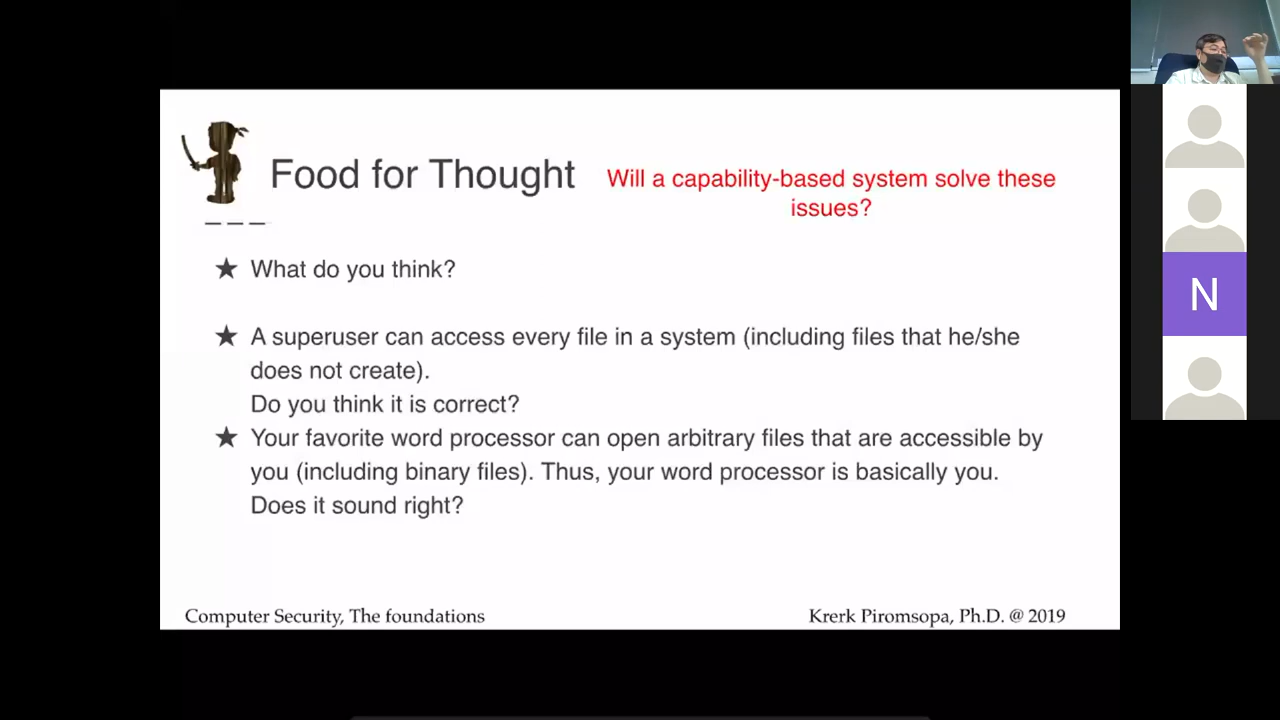 Food for Thought
Will a capability-based system solve these
issues?
★ What do you think?
★ A superuser can access every file in a system (including files that he/she
does not create).
Do you think it is correct?
★ Your favorite word processor can open arbitrary files that are accessible by
you (including binary files). Thus, your word processor is basically you.
Does it sound right?
Computer Security, The foundations
Krerk Piromsopa, Ph.D. @ 2019
N